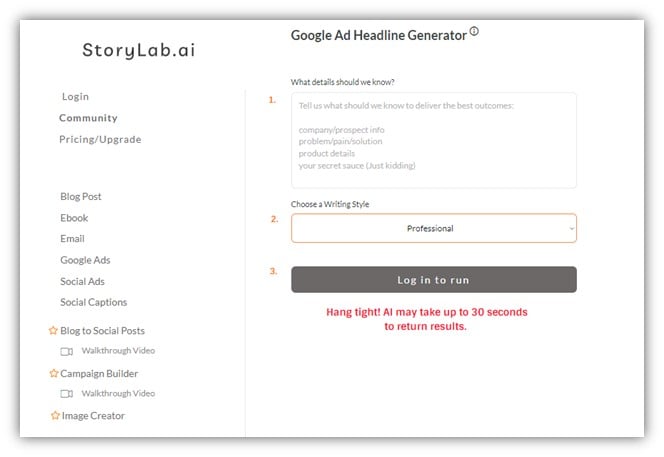 StoryLab.ai
Login
Community
Pricing/Upgrade
Blog Post
Ebook
Email
Google Ads
Social Ads
Social Captions
Blog to Social Posts
Walkthrough Video
Campaign Builder
Walkthrough Video
Image Creator
Google Ad Headline Generator
What details should we know?
1.
Tell us what should we know to deliver the best outcomes:
company/prospect info
problem/pain/solution
product details
your secret sauce (Just kidding)
Choose a Writing Style
2.
Professional
3.
Log in to run
Hang tight! AI may take up to 30 seconds
to return results.